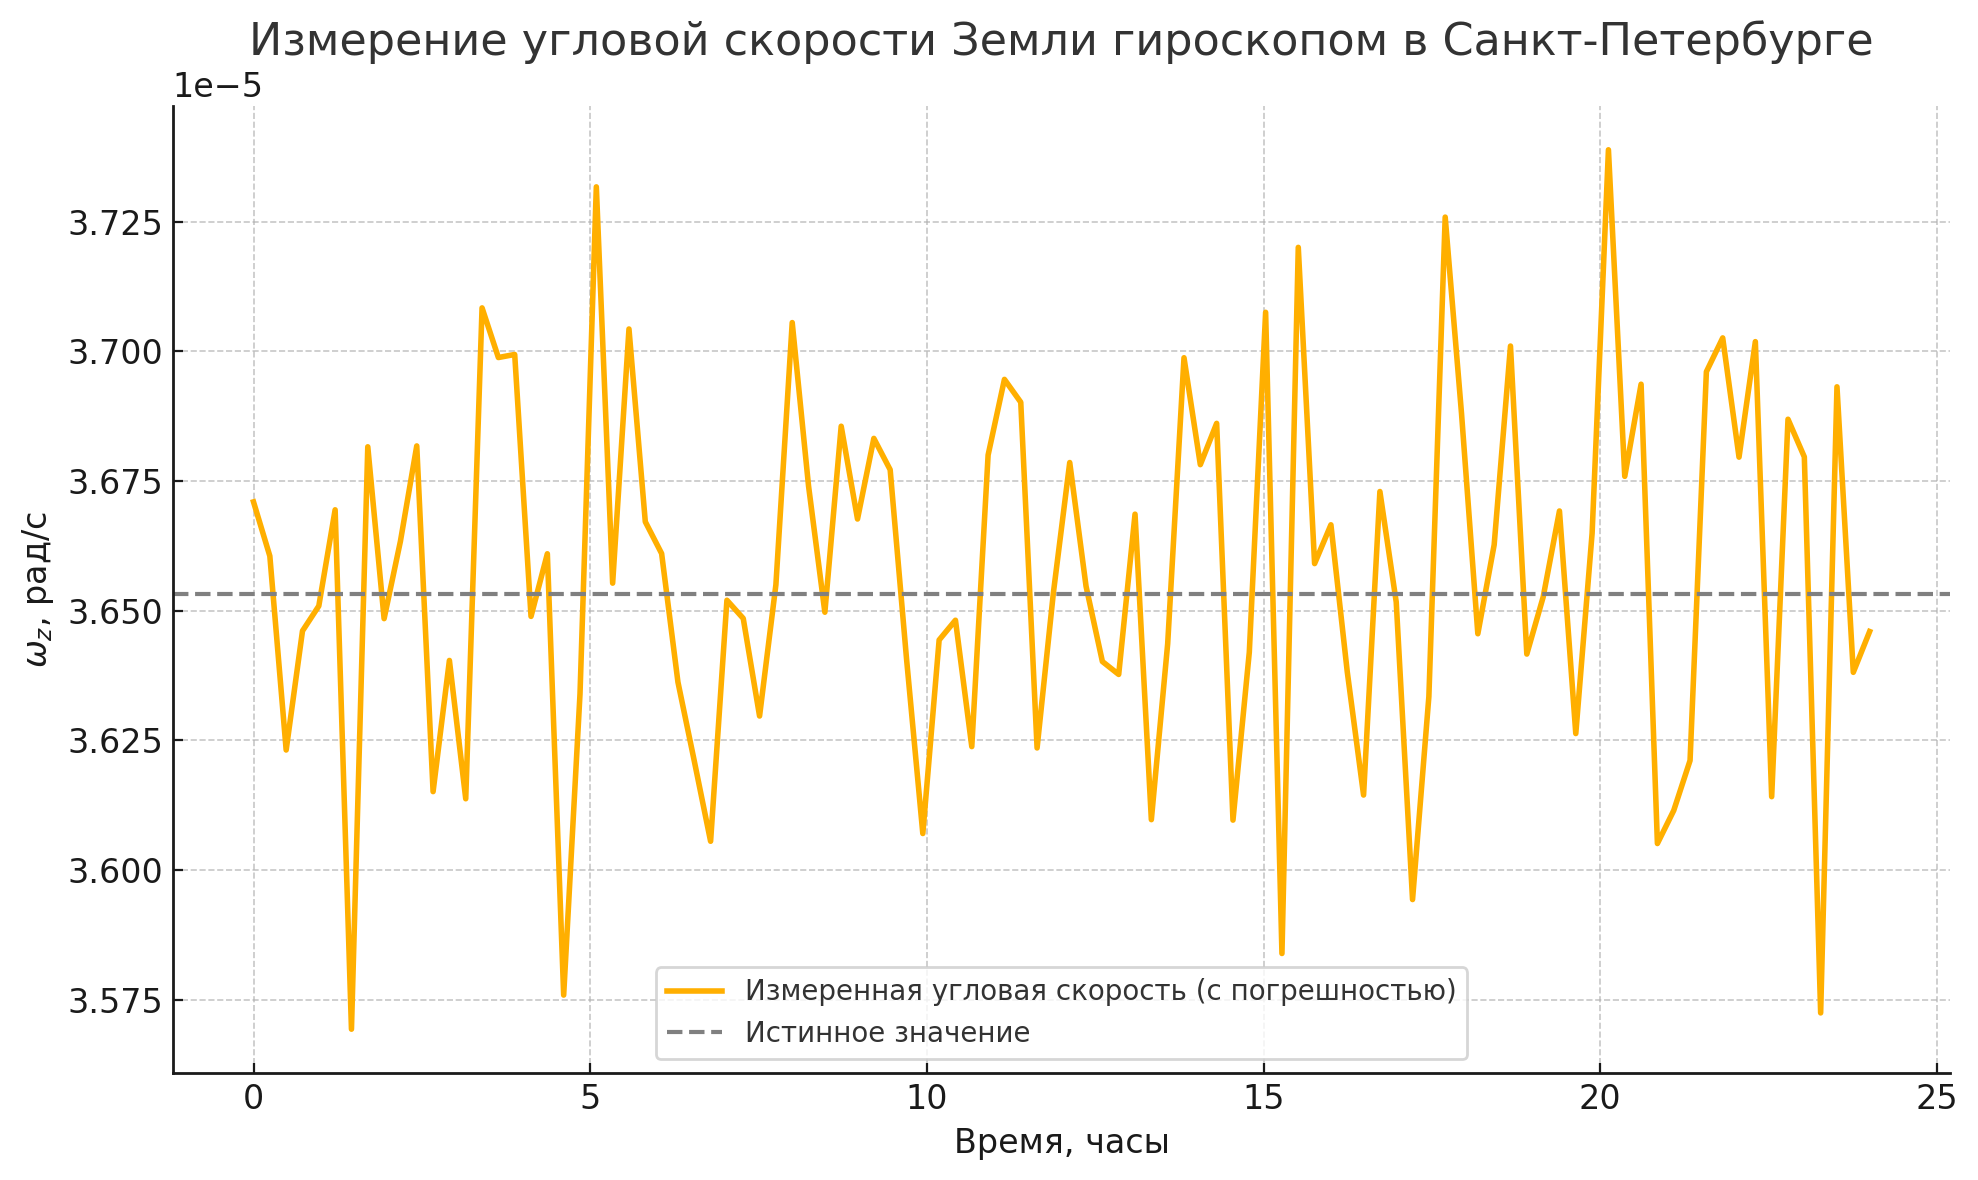 Измерение угловой скорости Земли гироскопом в Санкт-Петербурге
1e−5
3.725
3.700
3.675
3.650
3.625
3.600
3.575
ω_z, рад/с
Измеренная угловая скорость (с погрешностью)
Истинное значение
0 5 10 15 20 25
Время, часы